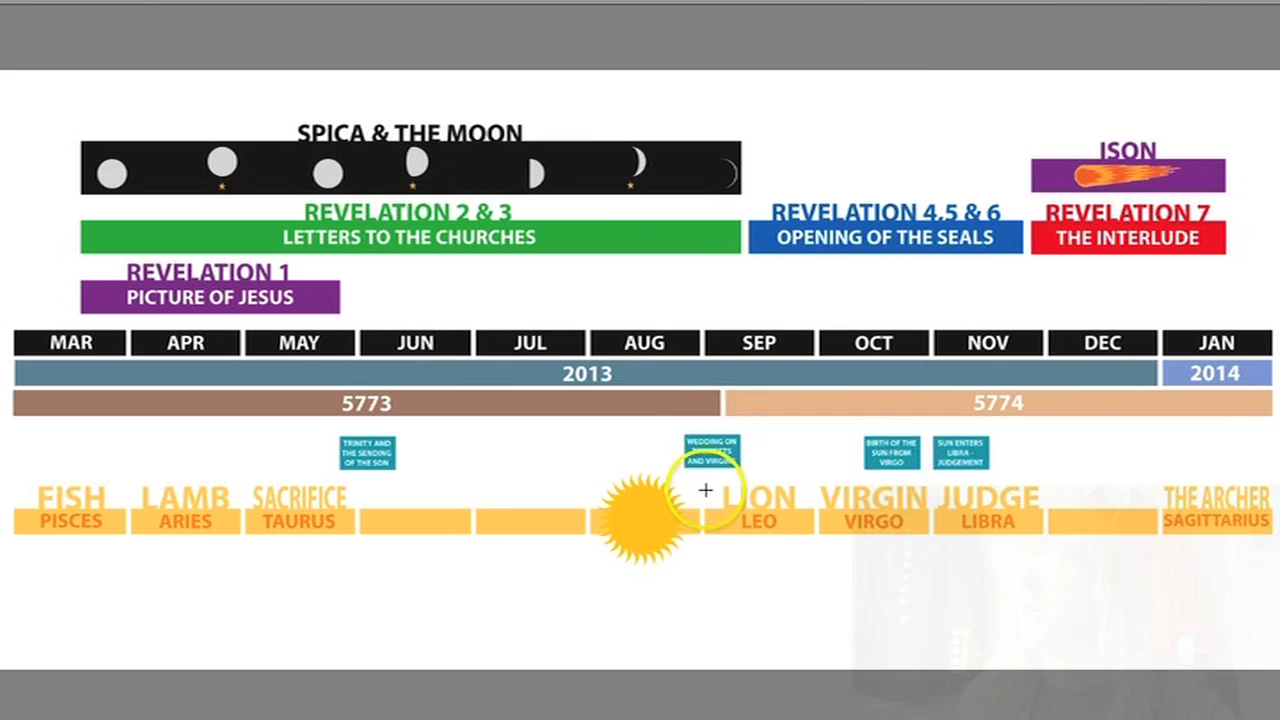 SPICA & THE MOON
ISON
REVELATION 2 & 3
REVELATION 4,5 & 6
REVELATION 7
LETTERS TO THE CHURCHES
OPENING OF THE SEALS
THE INTERLUDE
REVELATION 1
PICTURE OF JESUS
MAR APR MAY JUN JUL AUG SEP OCT NOV DEC JAN
2013 2014
5773 5774
TRINITY AND
THE SENDING
OF THE SON
WEDDING ON
AND VIRGIN
BIRTH OF THE
SUN FROM
VIRGO
SUN ENTERS
LIBRA -
JUDGEMENT
FISH LAMB SACRIFICE LION VIRGIN JUDGE THE ARCHER
PISCES ARIES TAURUS LEO VIRGO LIBRA SAGITTARIUS